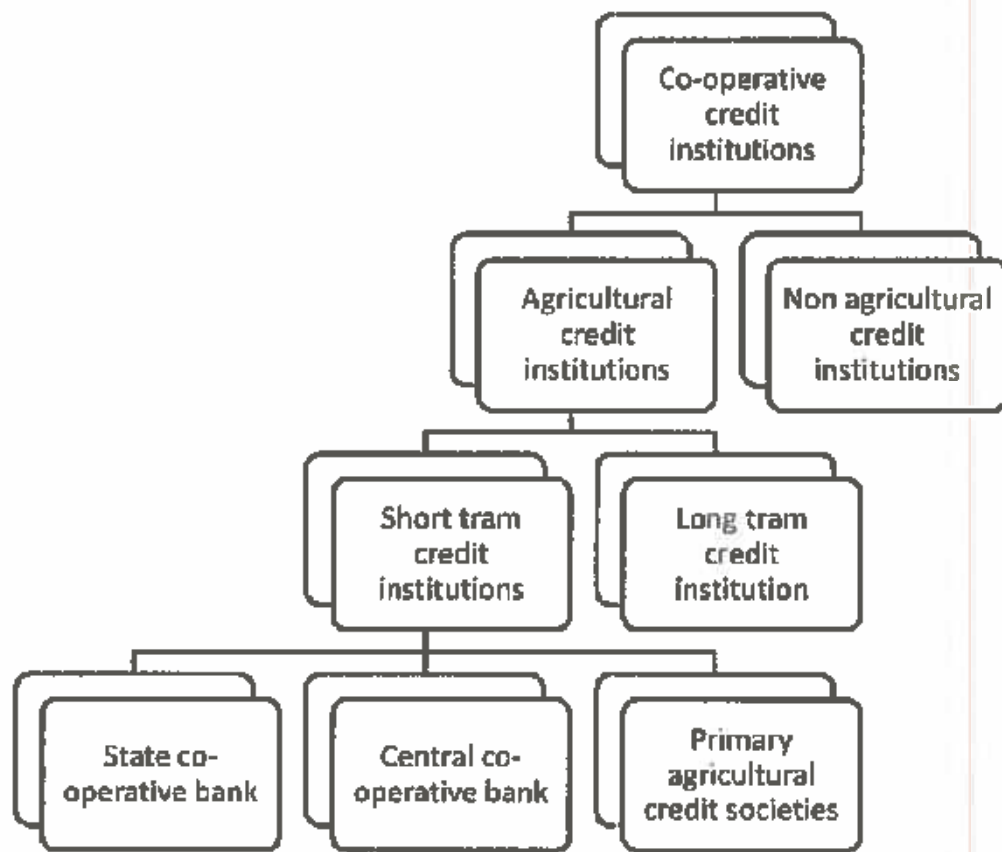 Co-operative
credit
institutions
Agricultural
credit
institutions
Non agricultural
credit
institutions
Short tram
credit
institutions
Long tram
credit
institution
State co-
operative bank
Central co-
operative bank
Primary
agricultural
credit societies